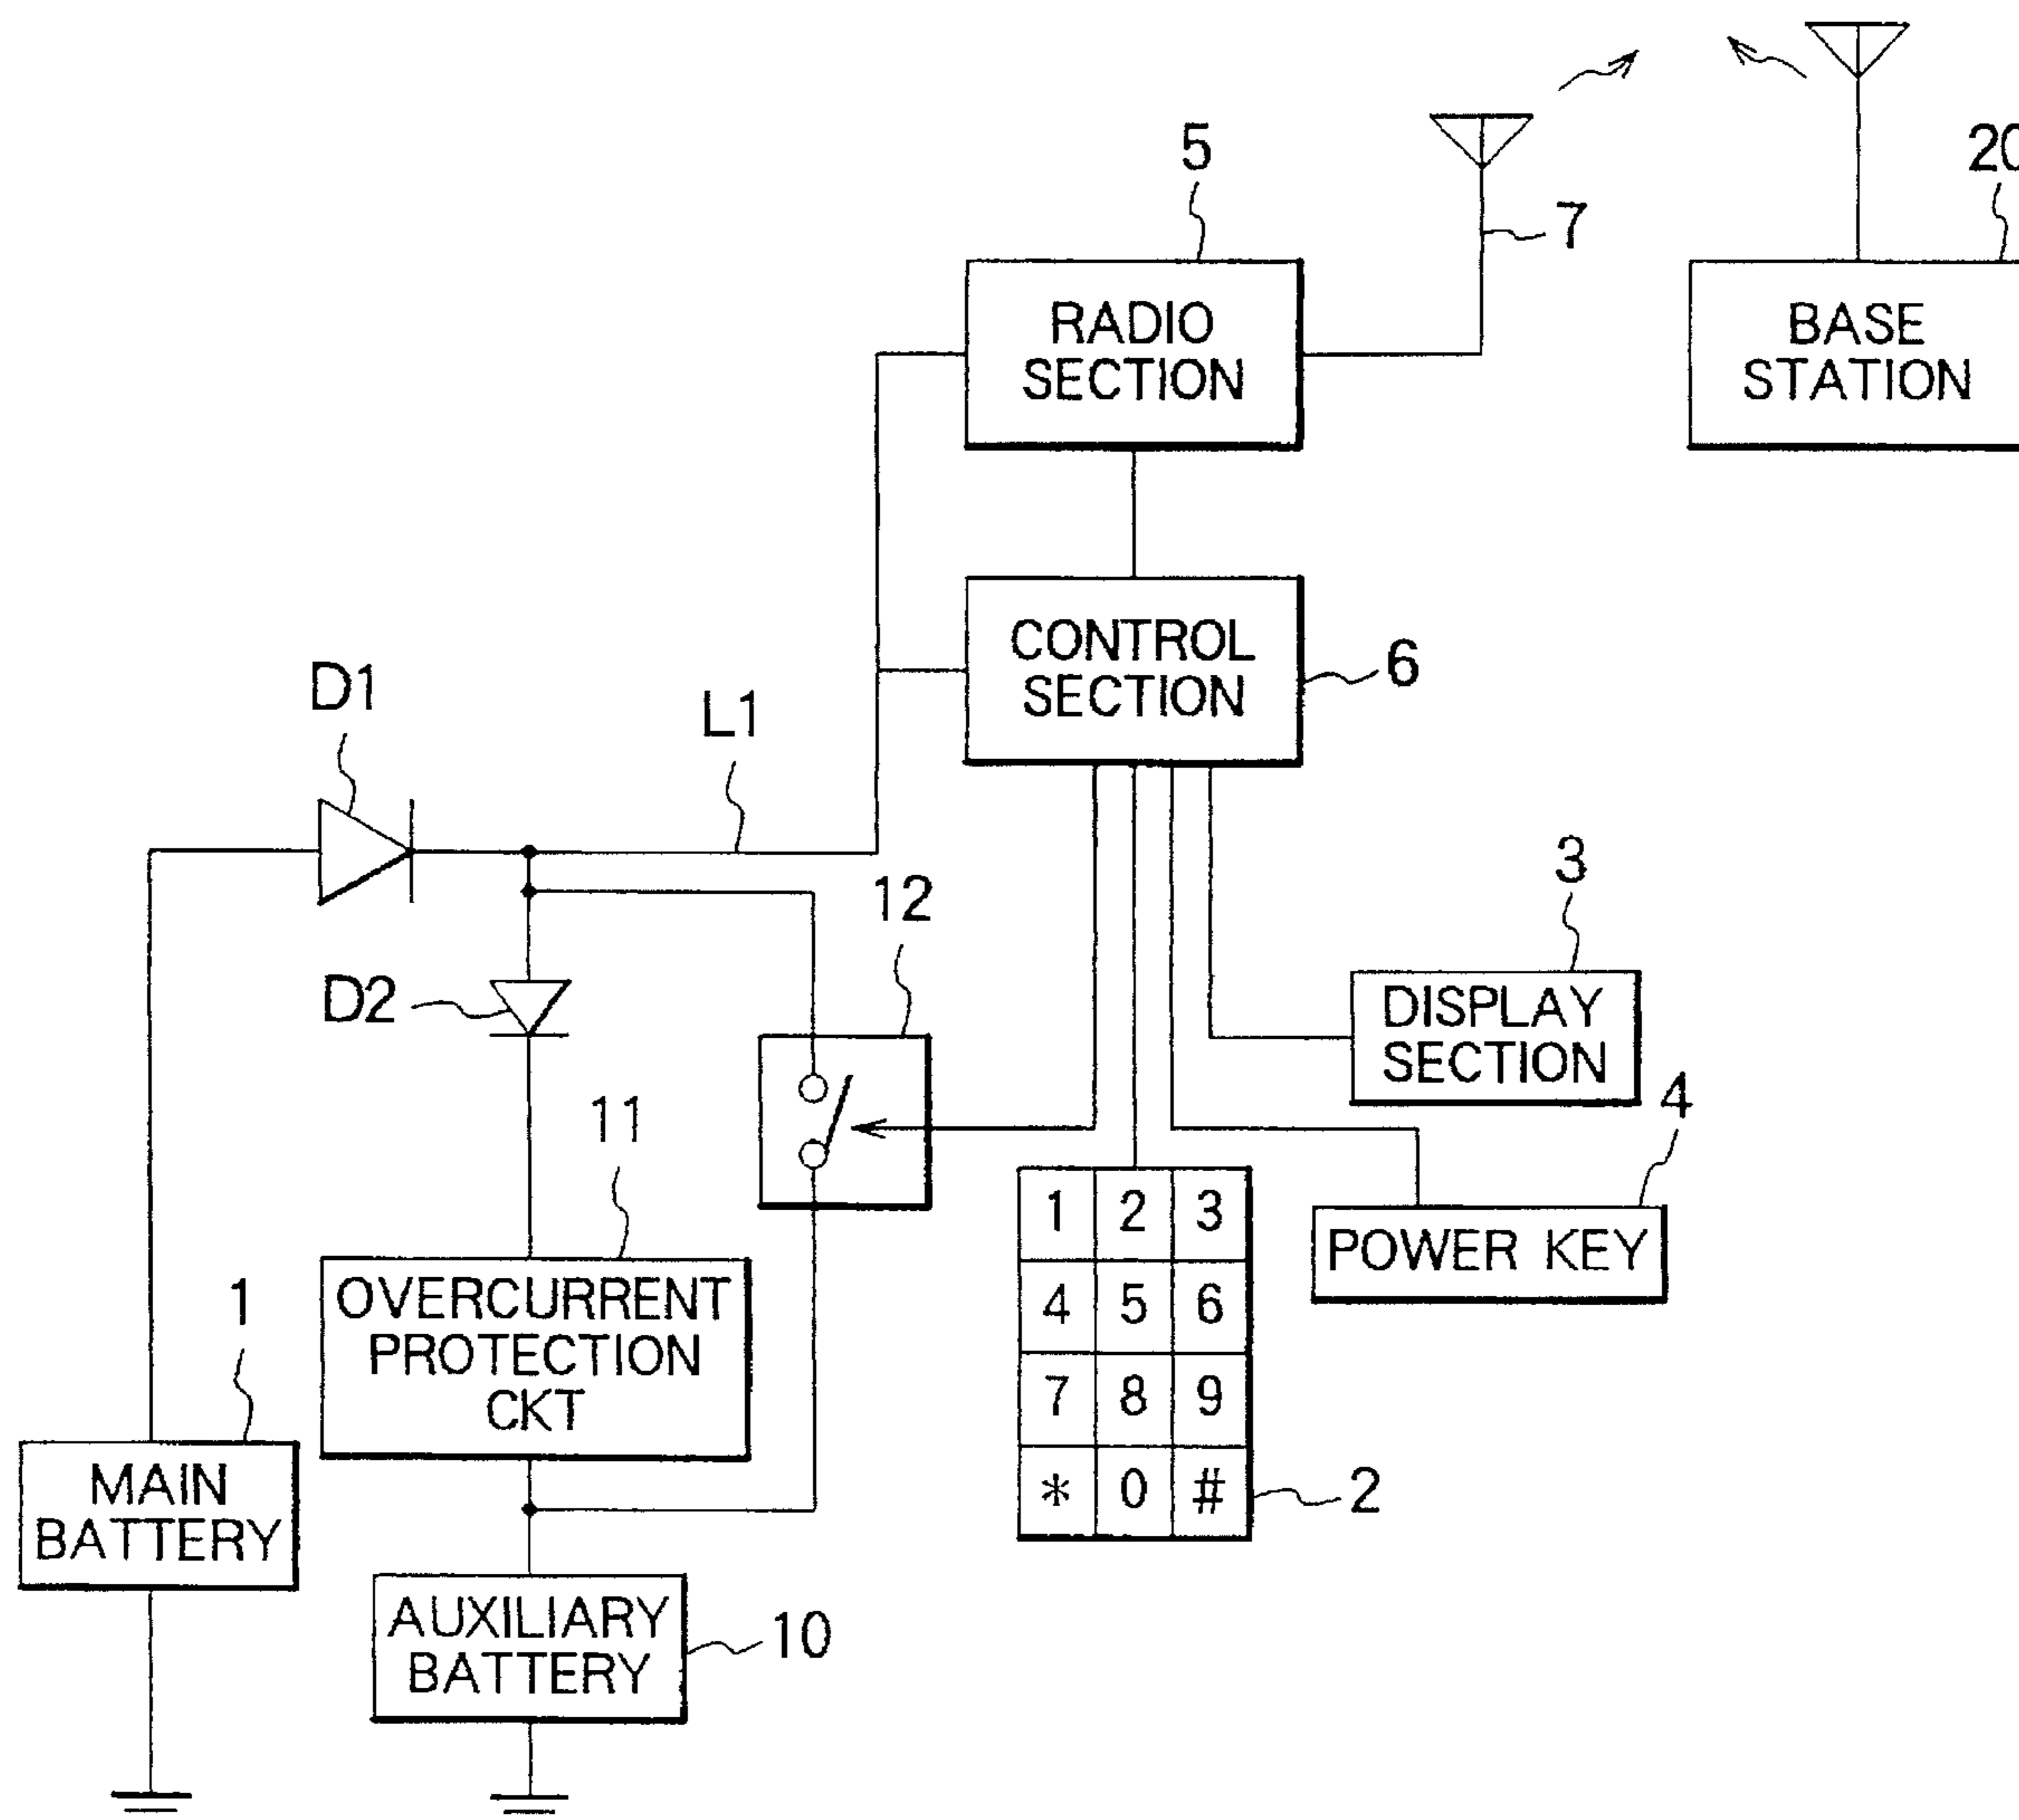 5
20
7
RADIO
SECTION
BASE
STATION
CONTROL
SECTION
6
D1
L1
3
12
D2
DISPLAY
SECTION
4
11
1 2 3
POWER KEY
1
OVERCURRENT
PROTECTION
CKT
4 5 6
7 8 9
MAIN
BATTERY
* 0 #
2
AUXILIARY
BATTERY
10